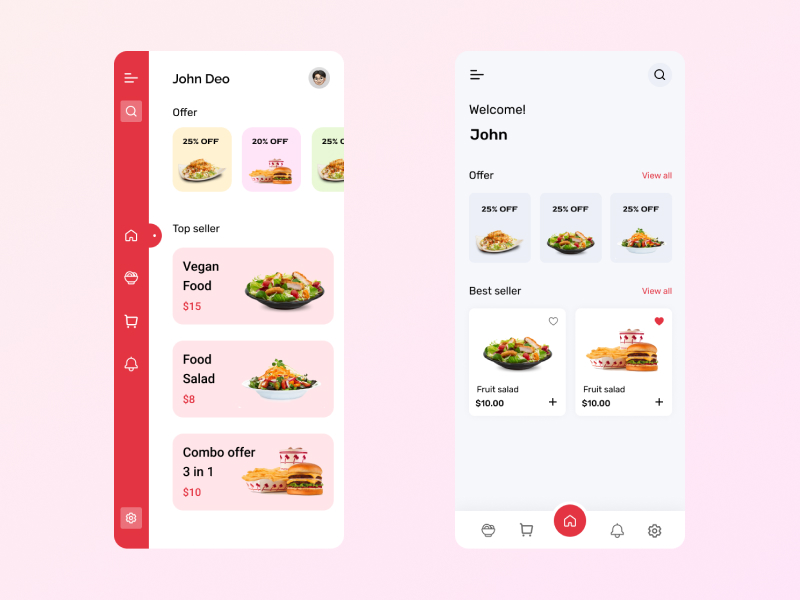 John Deo
Offer
25% OFF
20% OFF
25% O
Top seller
Vegan
Food
$15
Food
Salad
$8
Combo offer
3 in 1
$10
Welcome!
John
Offer
View all
25% OFF
25% OFF
25% OFF
Best seller
View all
Fruit salad
$10.00
Fruit salad
$10.00